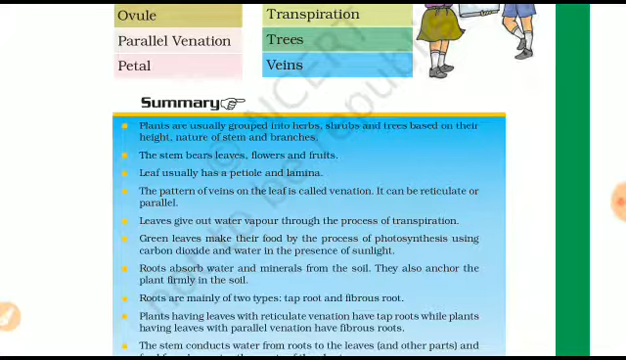 Ovule
Transpiration
Parallel Venation
Trees
Petal
Veins
Summary
Plants are usually grouped into herbs, shrubs and trees based on their
height, nature of stem and branches.
The stem bears leaves, flowers and fruits.
Leaf usually has a petiole and lamina.
The pattern of veins on the leaf is called venation. It can be reticulate or
parallel.
Leaves give out water vapour through the process of transpiration.
Green leaves make their food by the process of photosynthesis using
carbon dioxide and water in the presence of sunlight.
Roots absorb water and minerals from the soil. They also anchor the
plant firmly in the soil.
Roots are mainly of two types: tap root and fibrous root.
Plants having leaves with reticulate venation have tap roots while plants
having leaves with parallel venation have fibrous roots.
The stem conducts water from roots to the leaves (and other parts) and
© NCERT
not to be republi